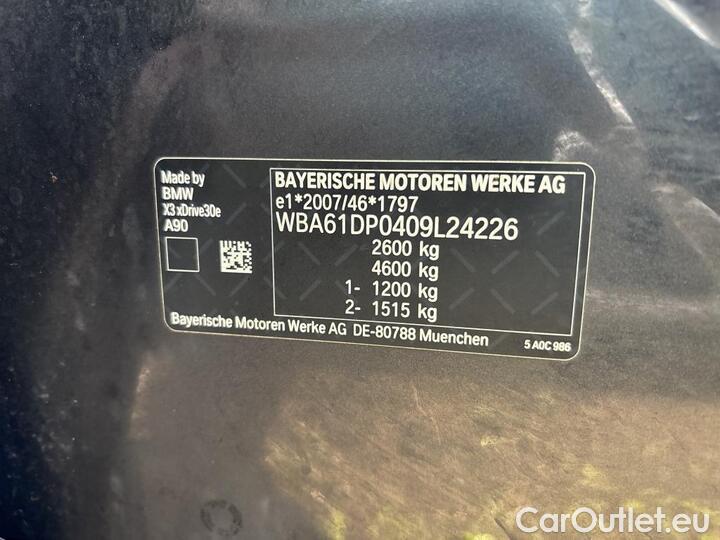 Made by
BMW
X3 xDrive30e
A90
BAYERISCHE MOTOREN WERKE AG
e1*2007/46*1797
WBA61DP0409L24226
2600 kg
4600 kg
1- 1200 kg
2- 1515 kg
Bayerische Motoren Werke AG DE-80788 Muenchen
5 A0C 986
CarOutlet.eu